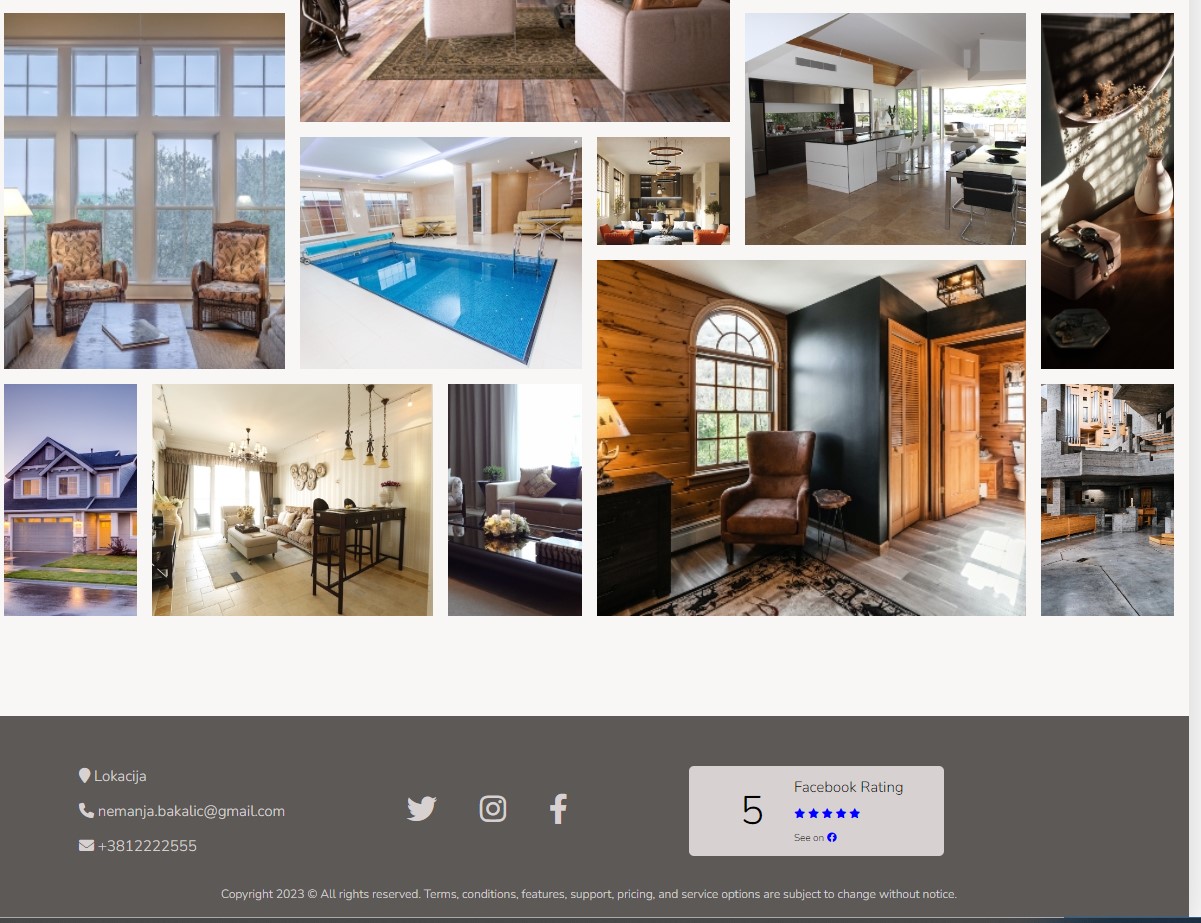 Lokacija
nemanja.bakalic@gmail.com
+3812222555
5
Facebook Rating
See on
Copyright 2023 © All rights reserved. Terms, conditions, features, support, pricing, and service options are subject to change without notice.